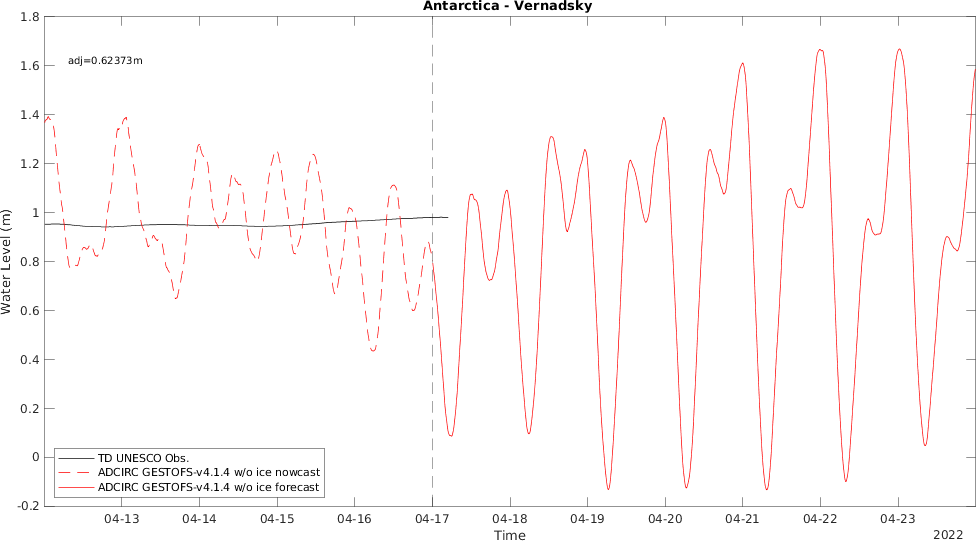 Antarctica - Vernadsky
adj=0.62373m
Water Level (m)
1.8
1.6
1.4
1.2
1
0.8
0.6
0.4
0.2
0
-0.2
TD UNESCO Obs.
ADCIRC GESTOFS-v4.1.4 w/o ice nowcast
ADCIRC GESTOFS-v4.1.4 w/o ice forecast
04-13 04-14 04-15 04-16 04-17 04-18 04-19 04-20 04-21 04-22 04-23
Time
2022